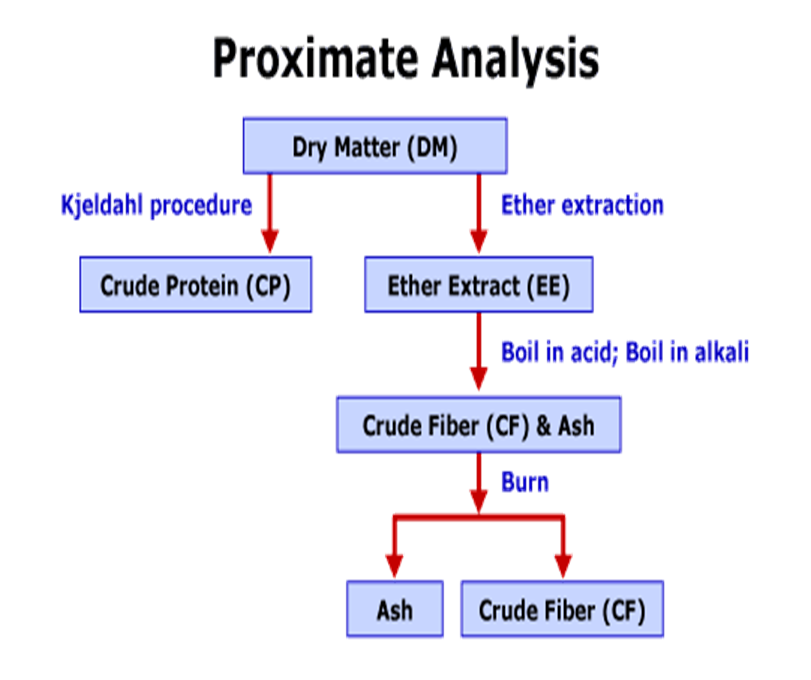 Proximate Analysis
Dry Matter (DM)
Kjeldahl procedure
Ether extraction
Crude Protein (CP)
Ether Extract (EE)
Boil in acid; Boil in alkali
Crude Fiber (CF) & Ash
Burn
Ash
Crude Fiber (CF)